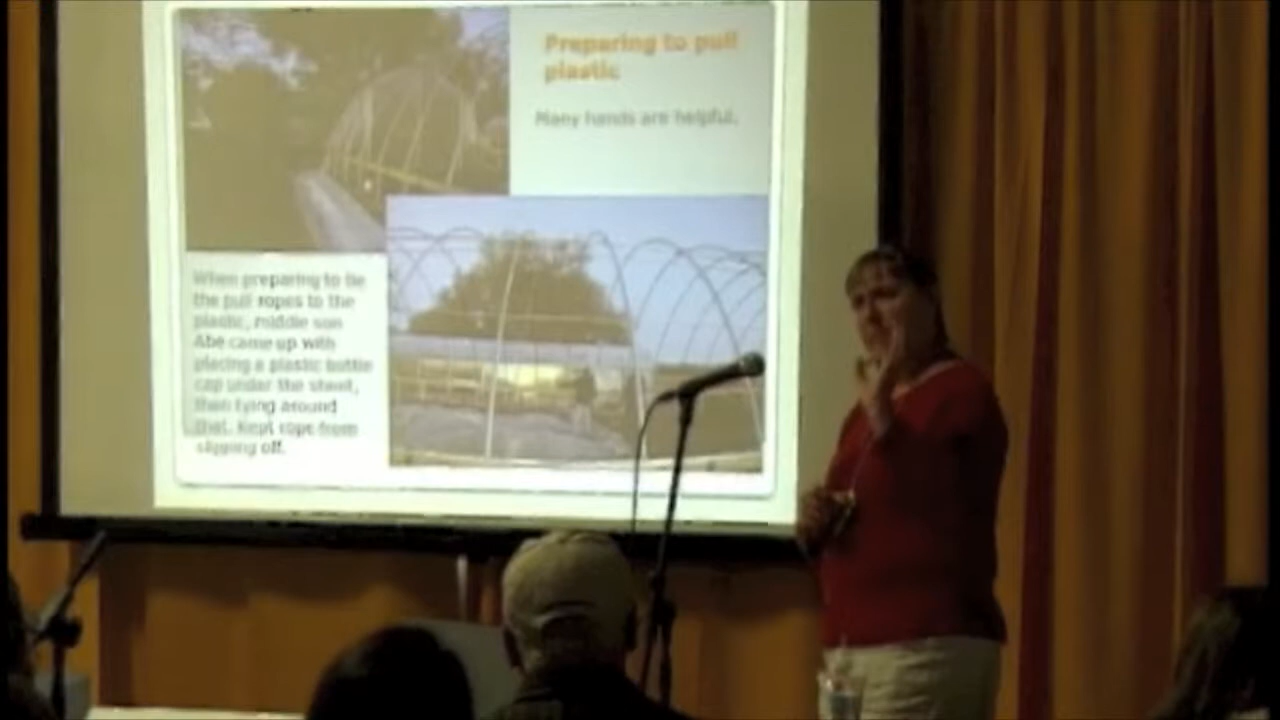 Preparing to pull
plastic
Many hands are helpful.
When preparing to tie
the pull ropes to the
plastic, middle son
Abe came up with
placing a plastic bottle
cap under the sheet,
then tying around
that. Kept rope from
slipping off.